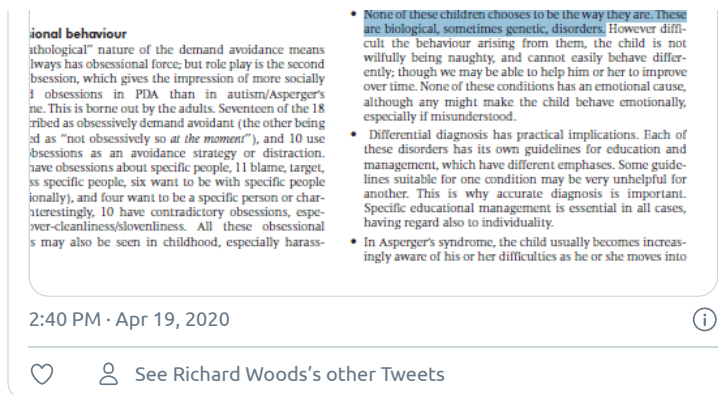 ional behaviour
thological” nature of the demand avoidance means
lways has obsessional force; but role play is the second
bsession, which gives the impression of more socially
obsessions in PDA than in autism/Asperger's
ne. This is borne out by the adults. Seventeen of the 18
ribed as obsessively demand avoidant (the other being
ed as “not obsessively so at the moment”), and 10 use
bsessions as an avoidance strategy or distraction.
have obsessions about specific people, 11 blame, target,
ss specific people, six want to be with specific people
ionally), and four want to be a specific person or char-
nterestingly, 10 have contradictory obsessions, espe-
over-cleanliness/slovenliness. All these obsessional
s may also be seen in childhood, especially harass-
• None of these children chooses to be the way they are. These
are biological, sometimes genetic, disorders. However diffi-
cult the behaviour arising from them, the child is not
wilfully being naughty, and cannot easily behave differ-
ently; though we may be able to help him or her to improve
over time. None of these conditions has an emotional cause,
although any might make the child behave emotionally,
especially if misunderstood.
• Differential diagnosis has practical implications. Each of
these disorders has its own guidelines for education and
management, which have different emphases. Some guide-
lines suitable for one condition may be very unhelpful for
another. This is why accurate diagnosis is important.
Specific educational management is essential in all cases,
having regard also to individuality.
• In Asperger's syndrome, the child usually becomes increas-
ingly aware of his or her difficulties as he or she moves into
2:40 PM · Apr 19, 2020
See Richard Woods’s other Tweets